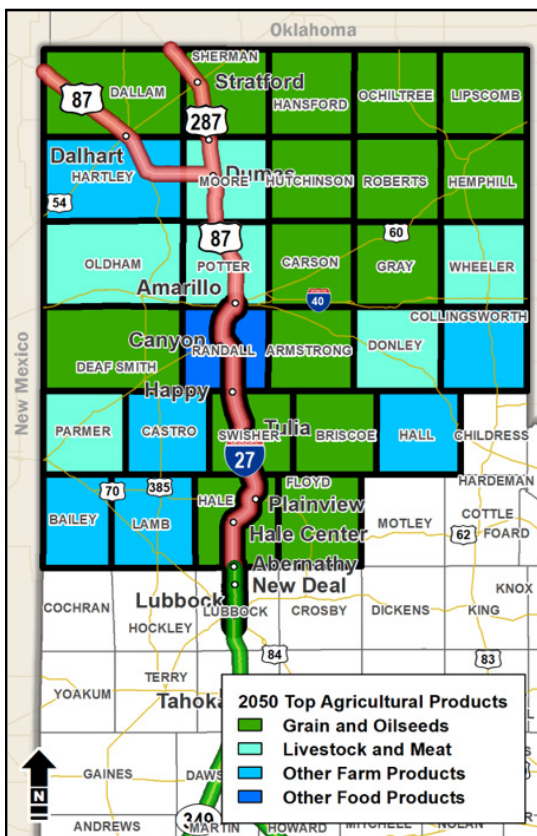 Oklahoma
SHERMAN
87
DALLAM
Stratford
HANSFORD
OCHILTREE
LIPSCOMB
287
Dalhart
HARTLEY
Dumas
MOORE
HUTCHINSON
ROBERTS
HEMPHILL
54
87
60
OLDHAM
POTTER
CARSON
GRAY
WHEELER
Amarillo
40
COLLINGSWORTH
Canyon
RANDALL
ARMSTRONG
DONLEY
DEAF SMITH
New Mexico
Happy
PARMER
CASTRO
SWISHER
Tulia
BRISCOE
HALL
CHILDRESS
27
HARDEMAN
70
385
HALE
FLOYD
Plainview
BAILEY
LAMB
MOTLEY
COTTLE
Hale Center
62
FOARD
Abernathy
New Deal
KNOX
COCHRAN
Lubbock
LUBBOCK
CROSBY
DICKENS
KING
HOCKLEY
84
83
TERRY
YOAKUM
Tahoka
2050 Top Agricultural Products
Grain and Oilseeds
Livestock and Meat
Other Farm Products
Other Food Products
GAINES
DAWS
N
349
ANDREWS
MARTIN
HOWARD
MITCHELL
NOLAN